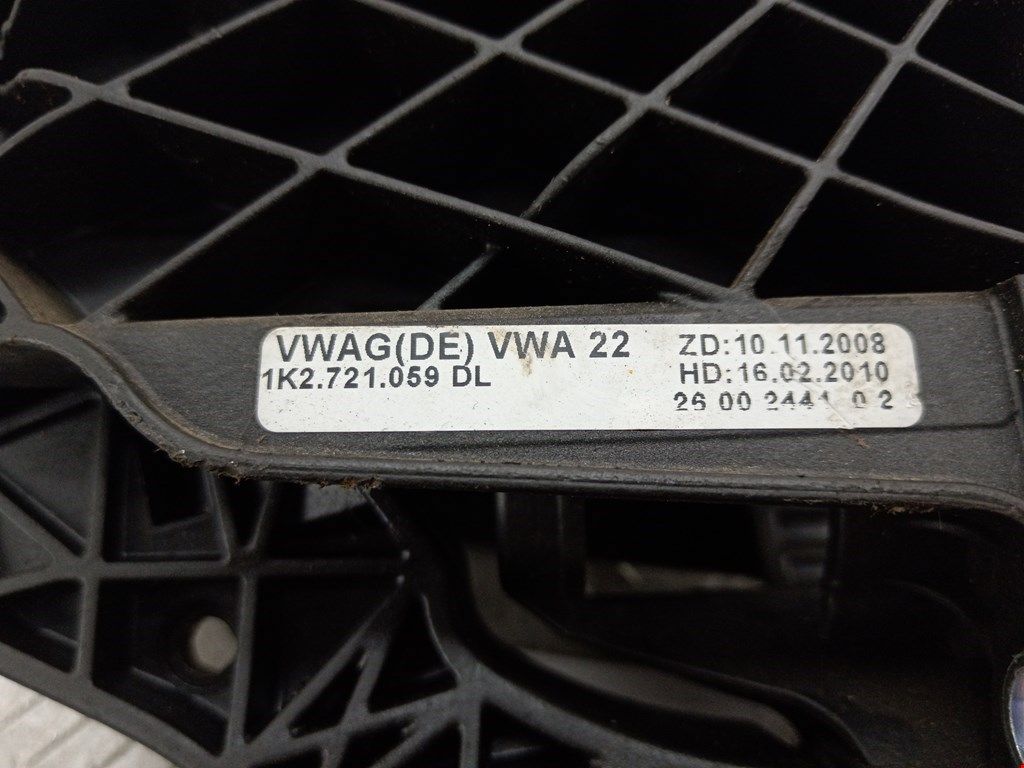 VWAG(DE) VWA 22
1K2.721.059 DL
ZD:10.11.2008
HD:16.02.2010
26 00 2441 0 2